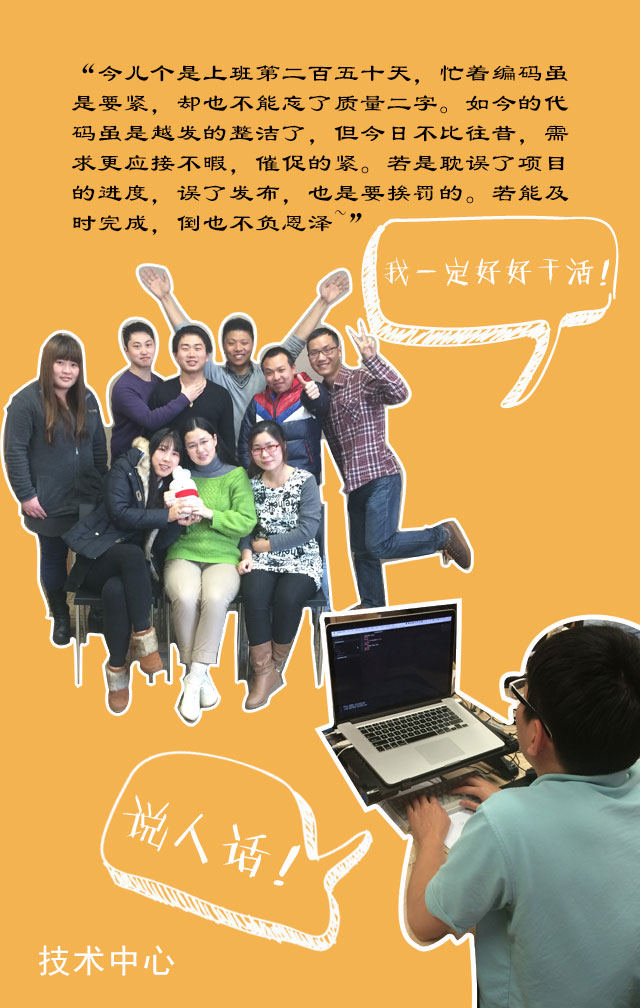 “今儿个是上班第二百五十天，忙着编码虽
是要紧，却也不能忘了质量二字。如今的代
码虽是越发的整洁了，但今日不比往昔，需
求更应接不暇，催促的紧。若是耽误了项目
的进度，误了发布，也是要挨罚的。若能及
时完成，倒也不负恩泽~”
我一定好好干活！
说人话！
技术中心